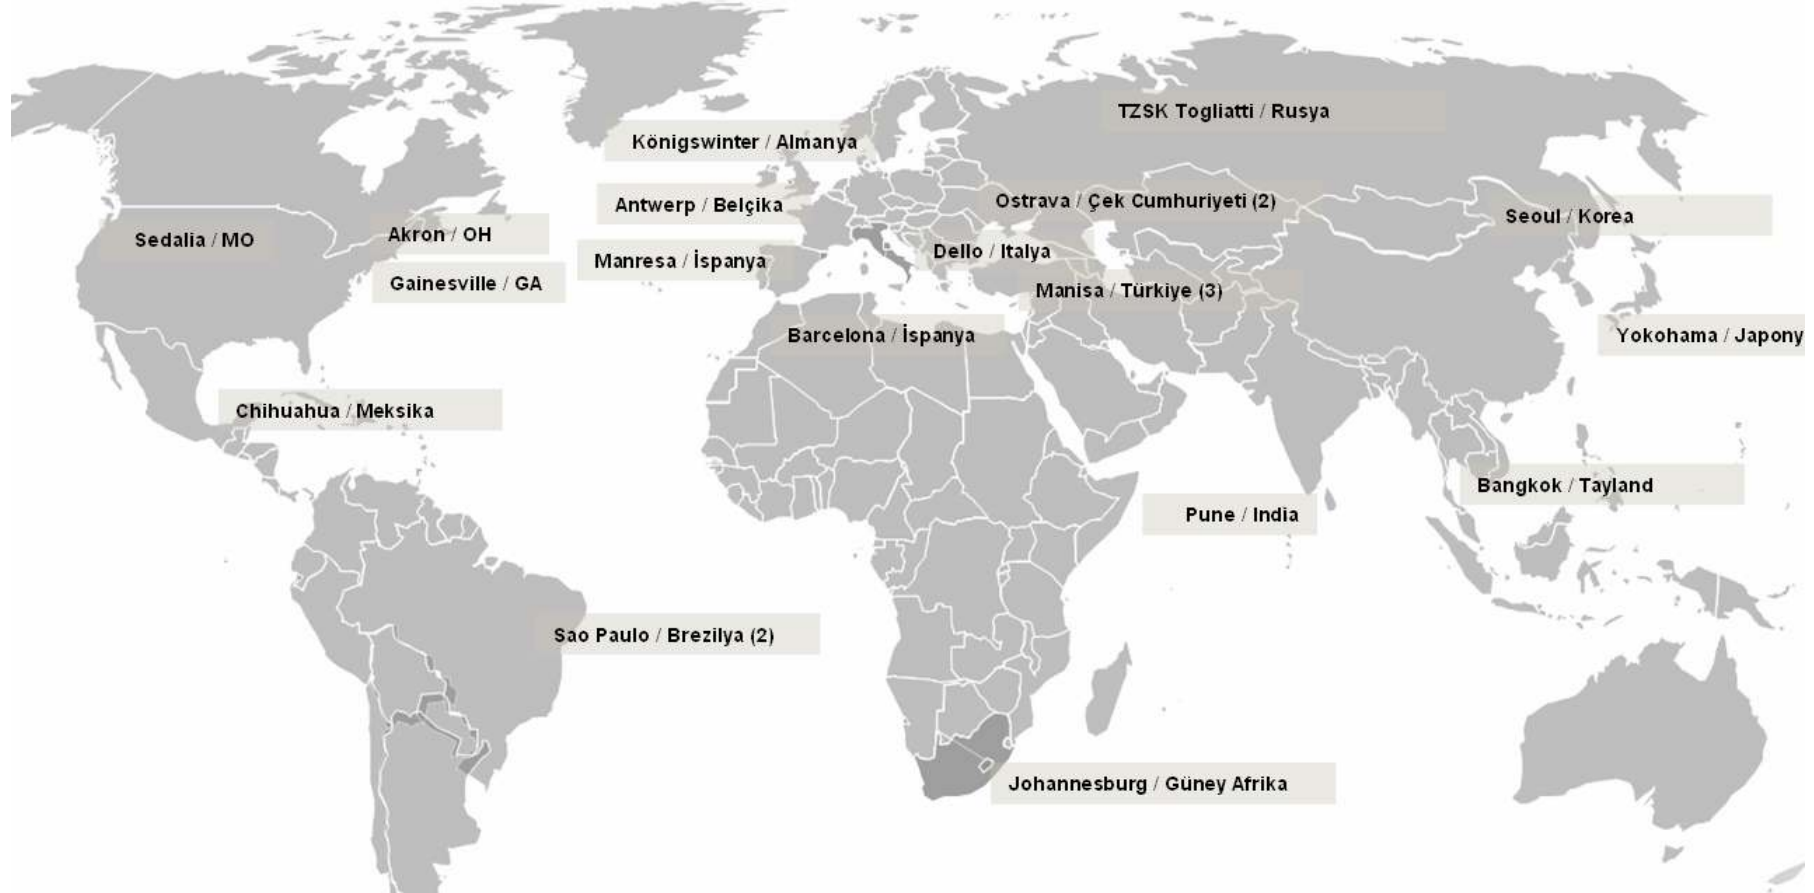 TZSK Togliatti / Rusya
Königswinter / Almanya
Antwerp / Belçika
Ostrava / Çek Cumhuriyeti (2)
Seoul / Korea
Sedalia / MO
Akron / OH
Manresa / İspanya
Dello / Italya
Gainesville / GA
Manisa / Türkiye (3)
Barcelona / İspanya
Yokohama / Japony
Chihuahua / Meksika
Bangkok / Tayland
Pune / India
Sao Paulo / Brezilya (2)
Johannesburg / Güney Afrika